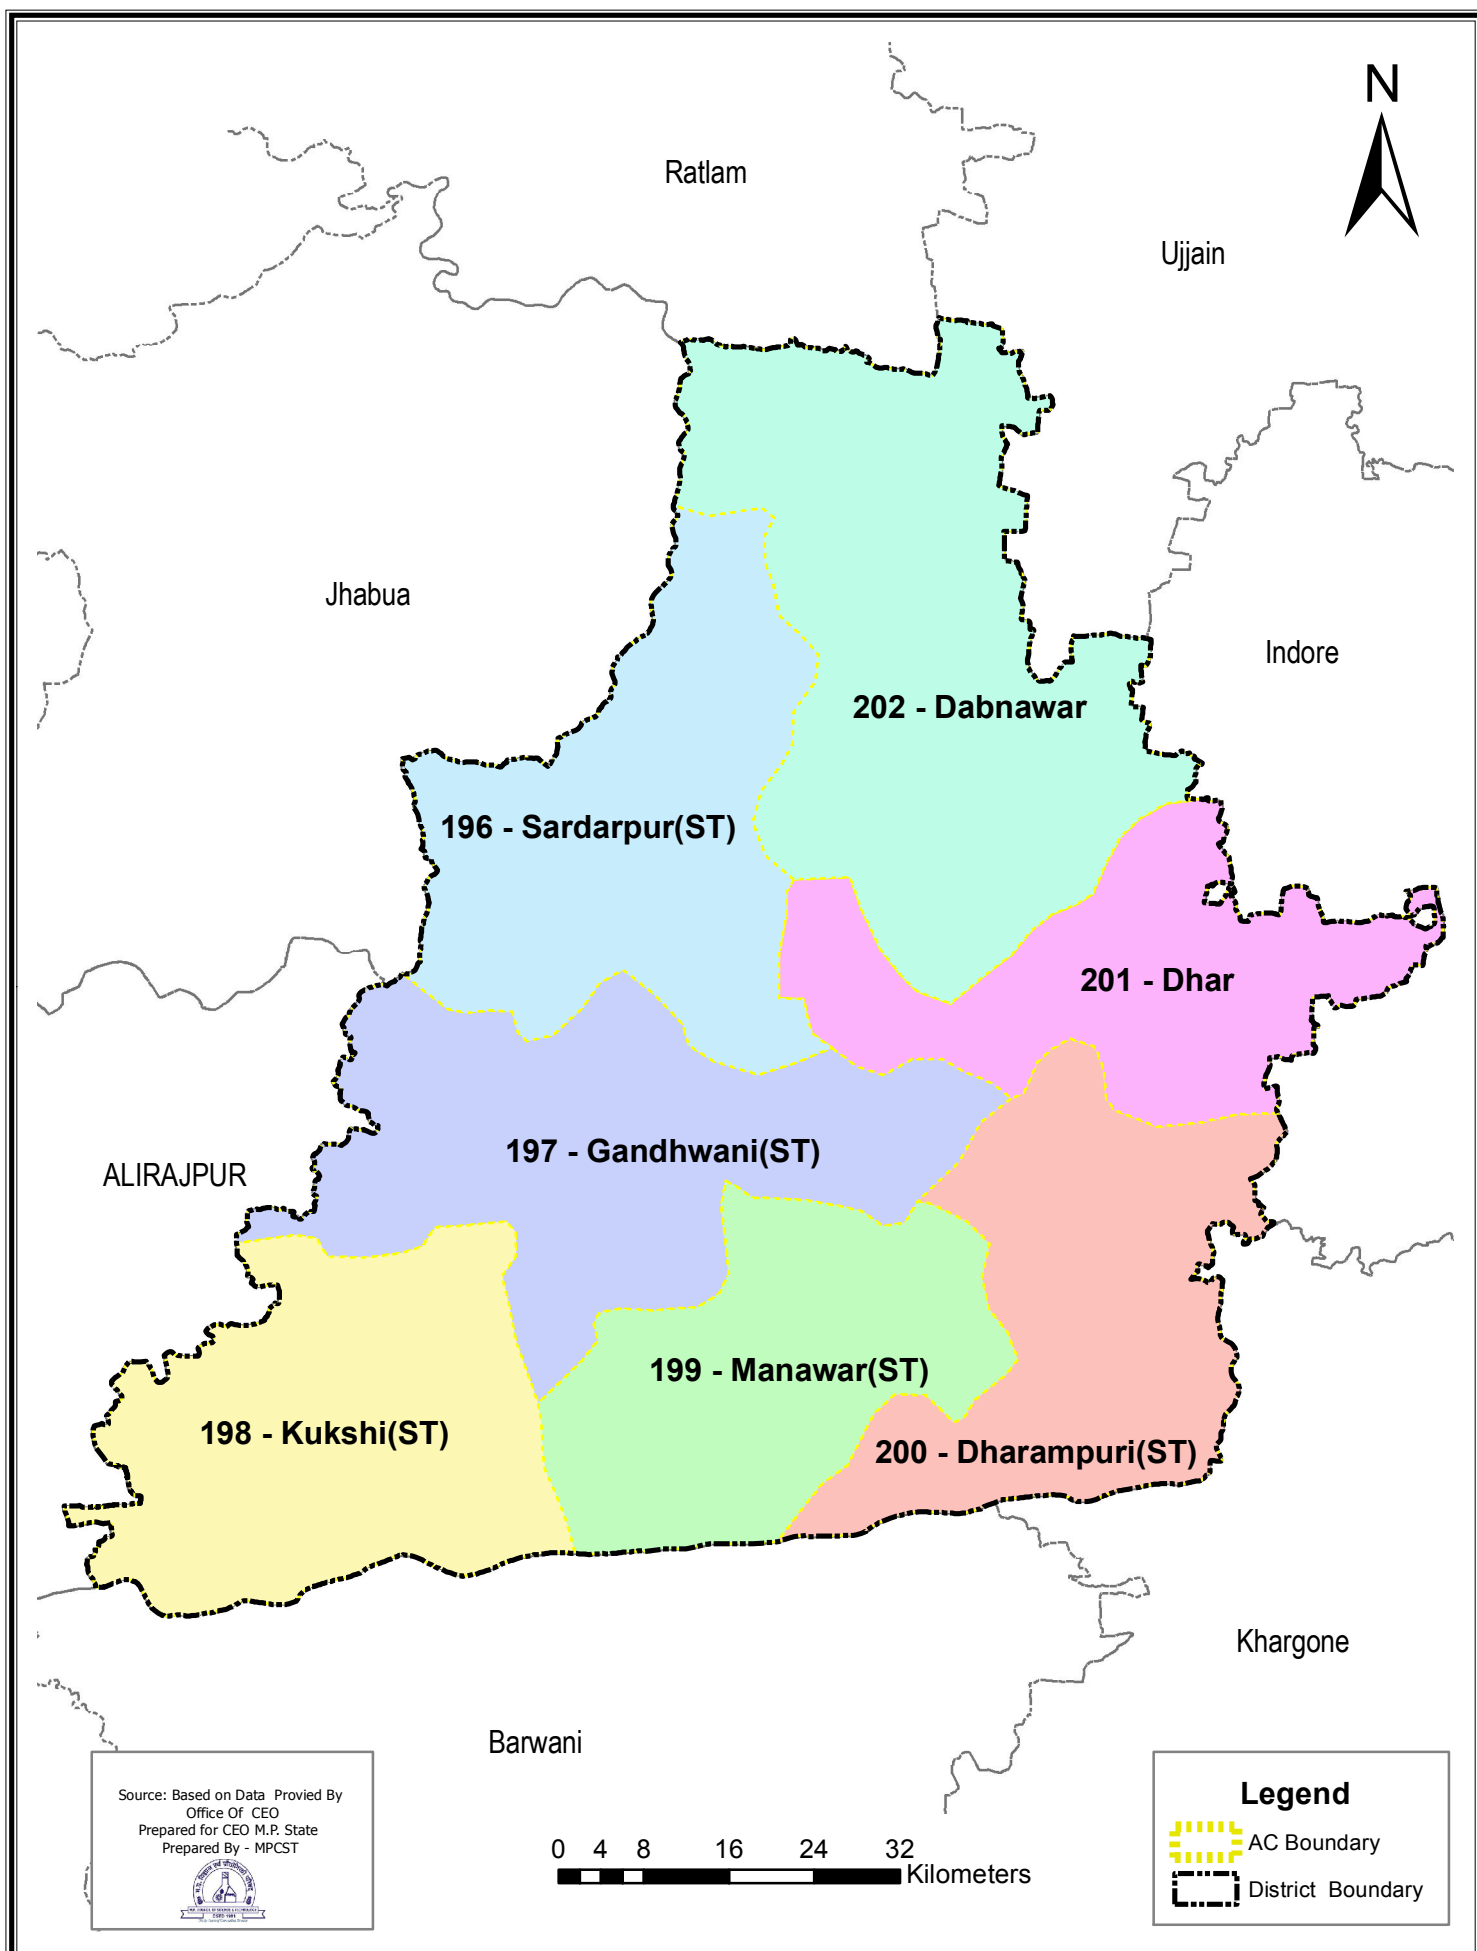 N
Ratlam
Ujjain
Jhabua
Indore
202 - Dabnawar
196 - Sardarpur(ST)
201 - Dhar
197 - Gandhwani(ST)
ALIRAJPUR
199 - Manawar(ST)
198 - Kukshi(ST)
200 - Dharampuri(ST)
Khargone
Barwani
Source: Based on Data Provied By
Office Of CEO
Prepared for CEO M.P. State
Prepared By - MPCST
0 4 8 16 24 32
Kilometers
Legend
AC Boundary
District Boundary